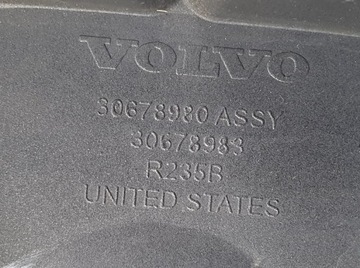 VOLVO
30678980 ASSY
30678983
R235B
UNITED STATES